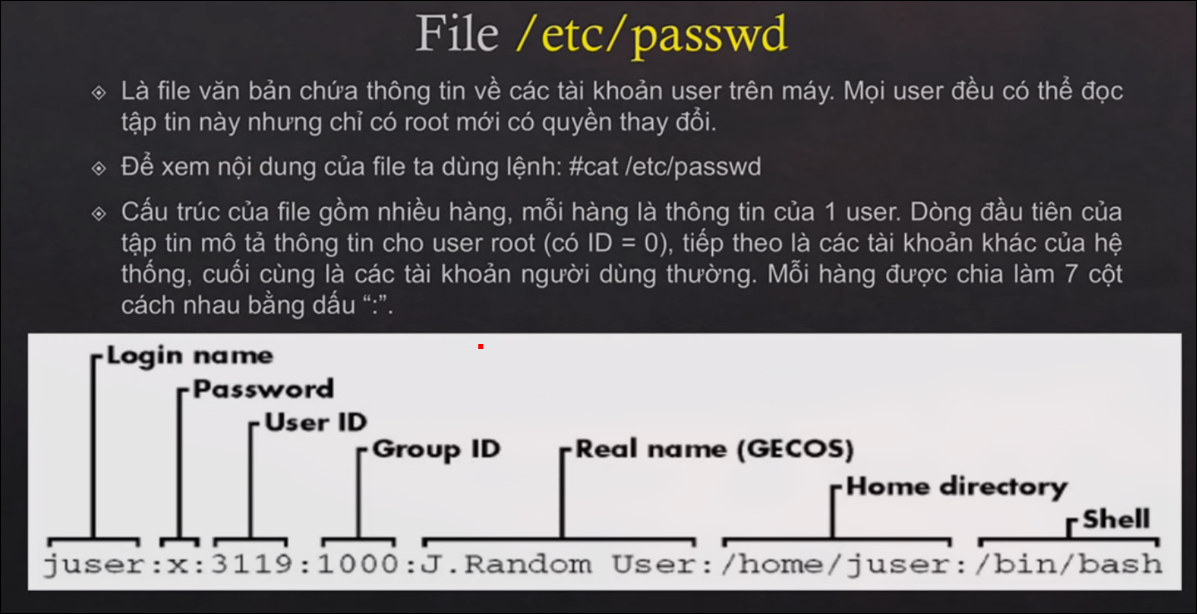 File /etc/passwd
Là file văn bản chứa thông tin về các tài khoản user trên máy. Mọi user đều có thể đọc
tập tin này nhưng chỉ có root mới có quyền thay đổi.
Để xem nội dung của file ta dùng lệnh: #cat /etc/passwd
Cấu trúc của file gồm nhiều hàng, mỗi hàng là thông tin của 1 user. Dòng đầu tiên của
tập tin mô tả thông tin cho user root (có ID = 0), tiếp theo là các tài khoản khác của hệ
thống, cuối cùng là các tài khoản người dùng thường. Mỗi hàng được chia làm 7 cột
cách nhau bằng dấu “:”.
Login name
Password
User ID
Group ID
Real name (GECOS)
Home directory
Shell
juser:x:3119:1000:J.Random User:/home/juser:/bin/bash